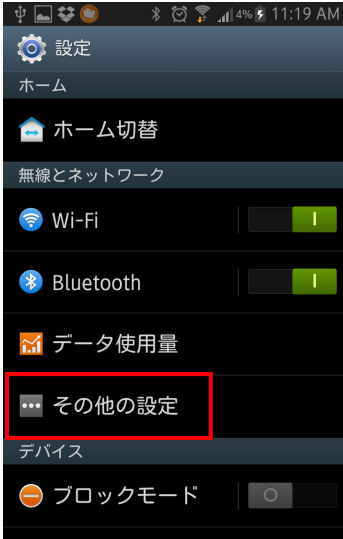 4% 11:19 AM
設定
ホーム
ホーム切替
無線とネットワーク
Wi-Fi
Bluetooth
データ使用量
その他の設定
デバイス
ブロックモード